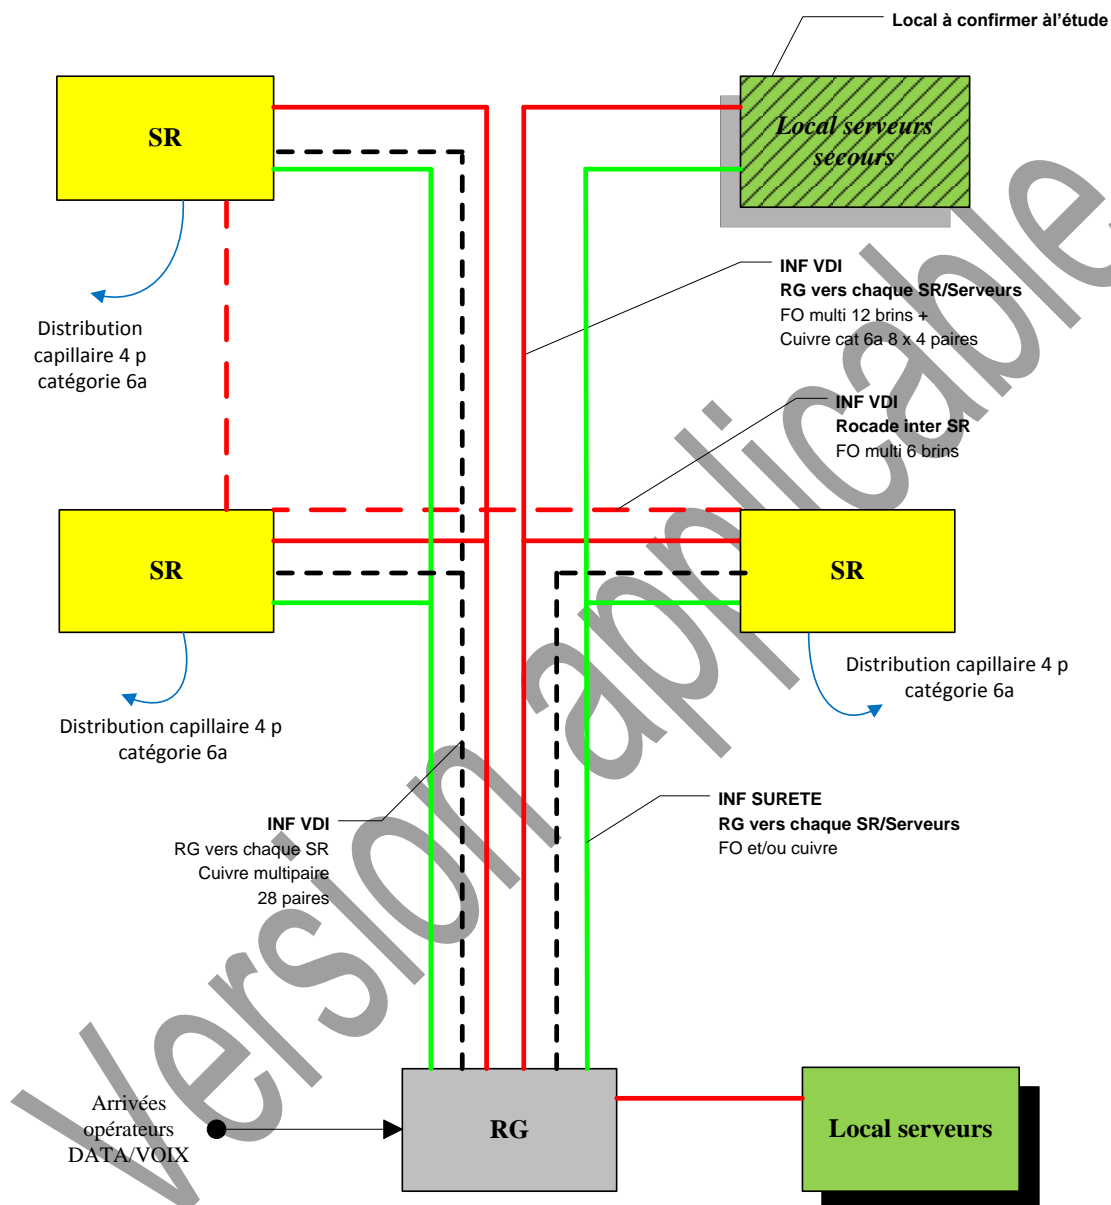 Local à confirmer àl'étude
SR
Local serveurs
secours
INF VDI
RG vers chaque SR/Serveurs
FO multi 12 brins +
Cuivre cat 6a 8 x 4 paires
Distribution
capillaire 4 p
catégorie 6a
INF VDI
Rocade inter SR
FO multi 6 brins
SR
SR
Distribution capillaire 4 p
catégorie 6a
Distribution capillaire 4 p
catégorie 6a
INF VDI
RG vers chaque SR
Cuivre multipaire
28 paires
INF SURETE
RG vers chaque SR/Serveurs
FO et/ou cuivre
Arrivées
opérateurs
DATA/VOIX
RG
Local serveurs
Version applicable